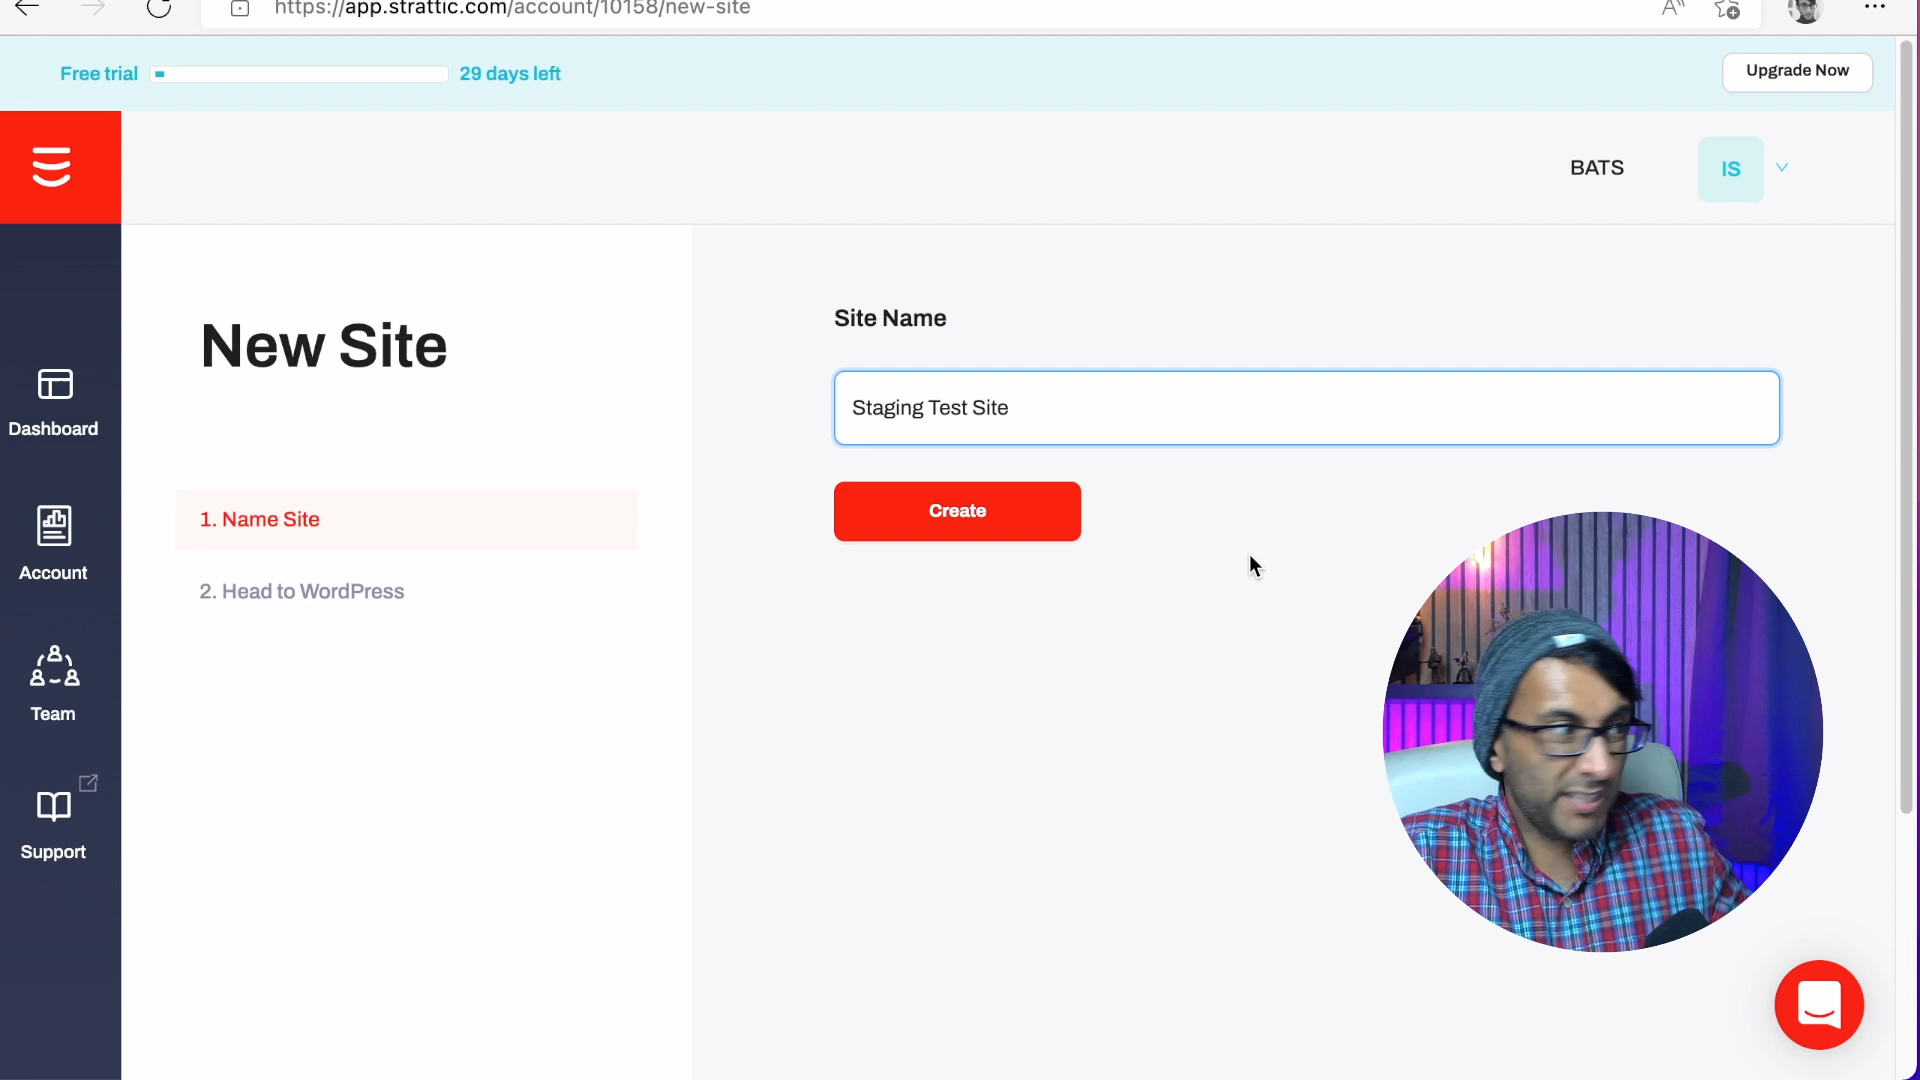 https://app.strattic.com/account/10158/new-site
Free trial
29 days left
Upgrade Now
BATS
IS
New Site
Site Name
Staging Test Site
Create
1. Name Site
2. Head to WordPress
Dashboard
Account
Team
Support